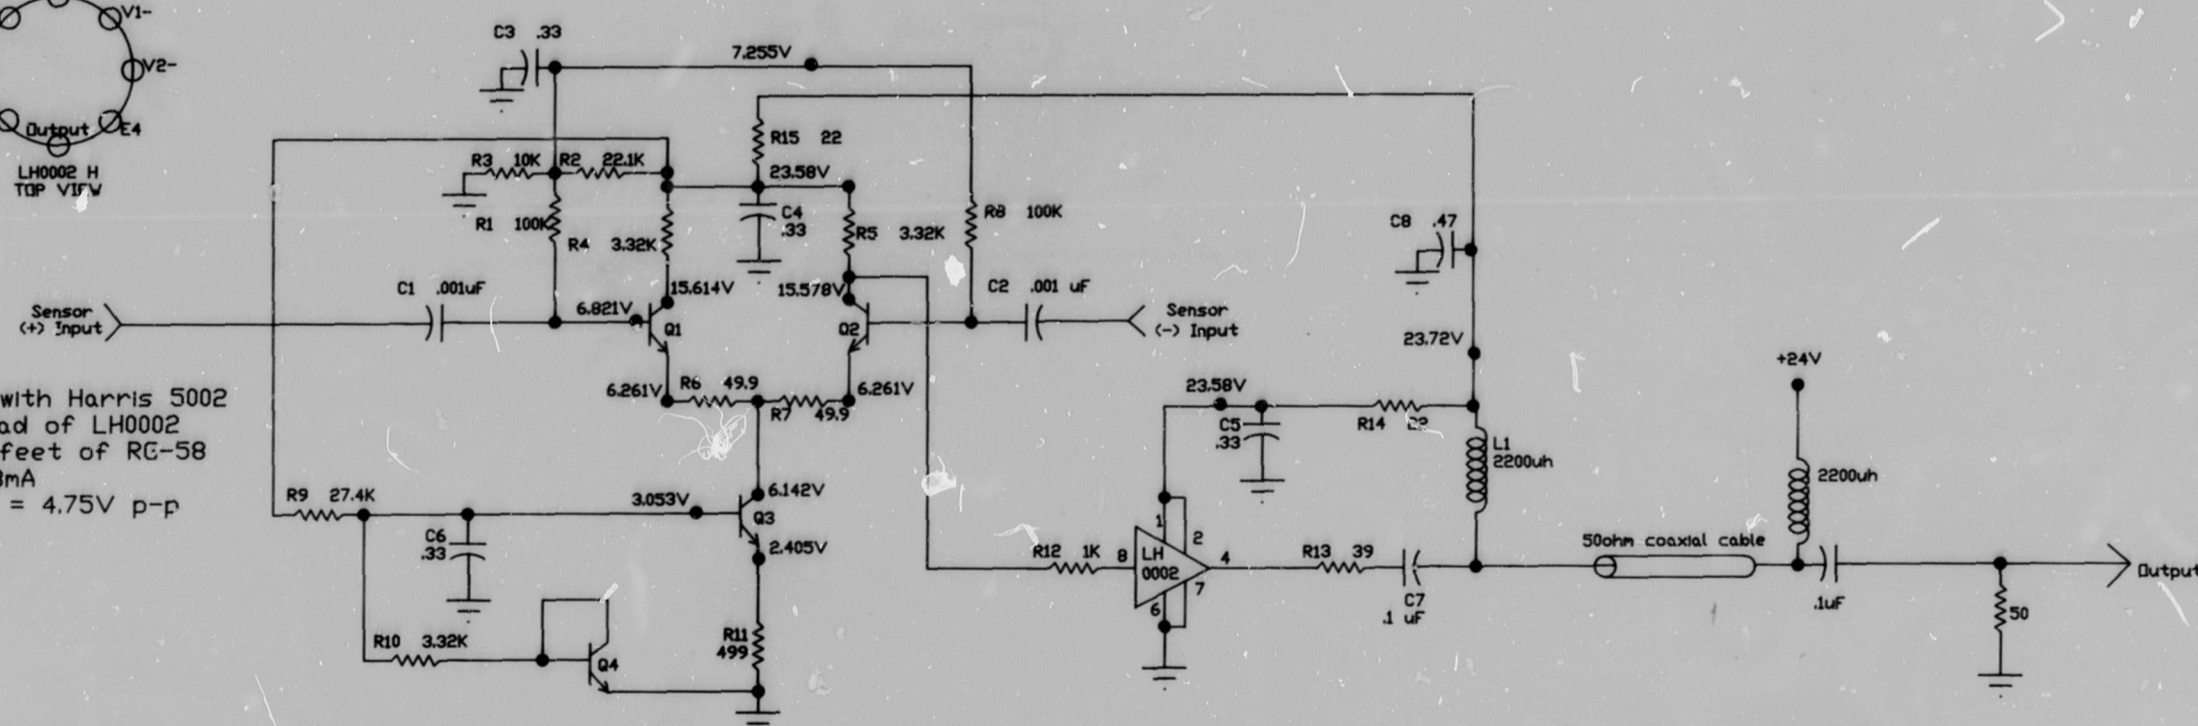 V1-
V2-
Output E4
LH0002 H
TOP VIEW
C3 .33
7.255V
R15 22
R3 10K R2 22.1K
23.58V
R1 100K
R4 3.32K
C4
.33
R5 3.32K
R8 100K
C8 .47
C1 .001uF
15.614V
15.578V
C2 .001 uF
Sensor
(+) Input
6.821V
Q1
Q2
Sensor
(-) Input
23.72V
+24V
6.261V R6 49.9
R7 49.9
6.261V
23.58V
C5
.33
R14
L1
2200uh
2200uh
with Harris 5002
ad of LH0002
feet of RG-58
3mA
= 4.75V p-p
R9 27.4K
C6
.33
3.053V
6.142V
Q3
2.405V
1
2
R12 1K 8
LH
0002
4
7
6
R13 39
C7
.1 uF
50ohm coaxial cable
.1uF
Output
50
R10 3.32K
Q4
R11
499